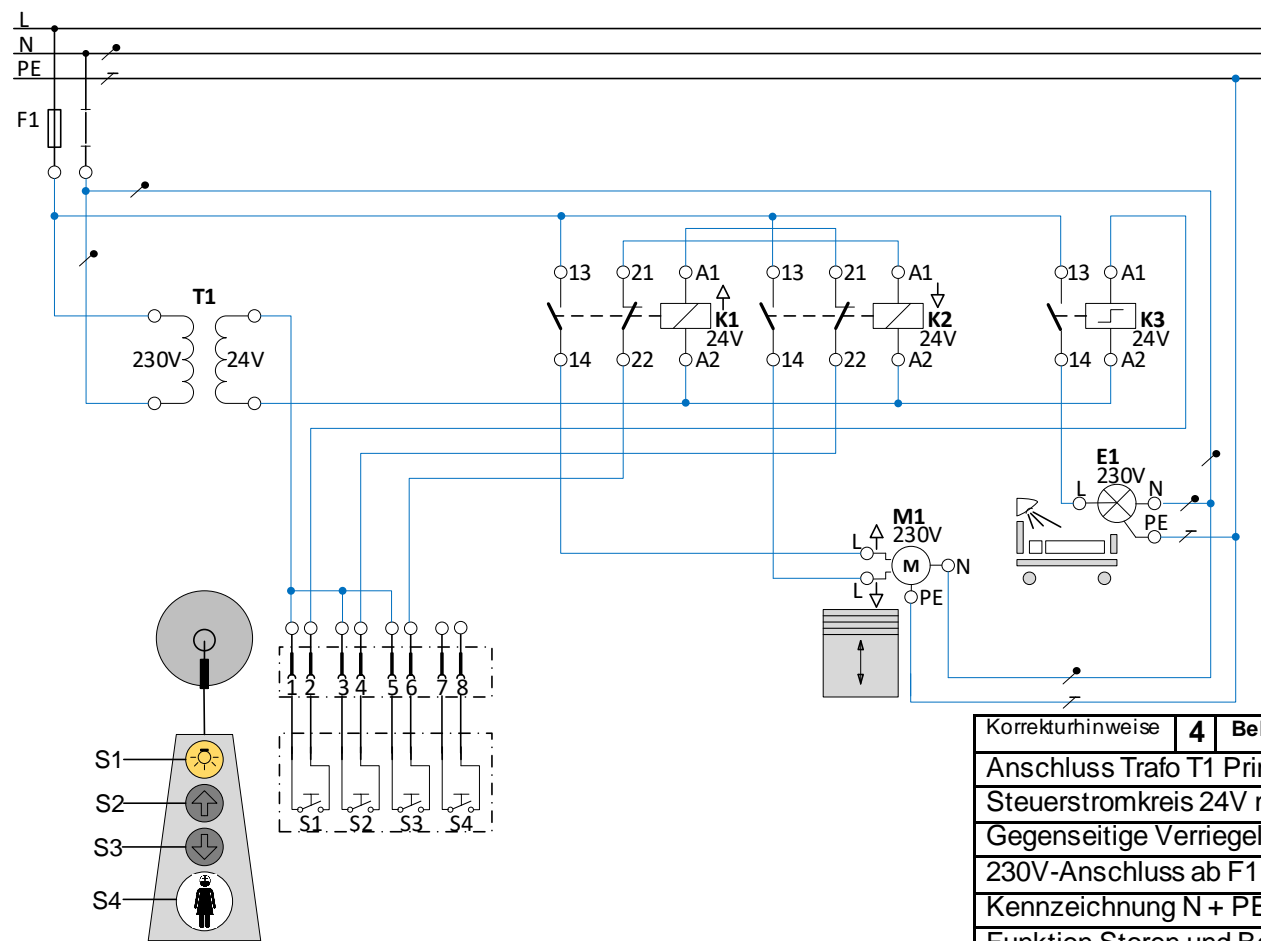 L
N
PE
F1
T1
230V 24V
13 21 A1 13 21 A1 13 A1
K1 K2 K3
24V 24V 24V
14 22 A2 14 22 A2 14 A2
E1
230V
L N
PE
M1
230V
L
M N
L PE
1 2 3 4 5 6 7 8
S1 S2 S3 S4
S1
S2
S3
S4
Korrekturhinweise 4
Anschluss Trafo T1
Steuerstromkreis 24V
Gegenseitige
230V-Anschluss ab F1
Kennzeichnung N + PE